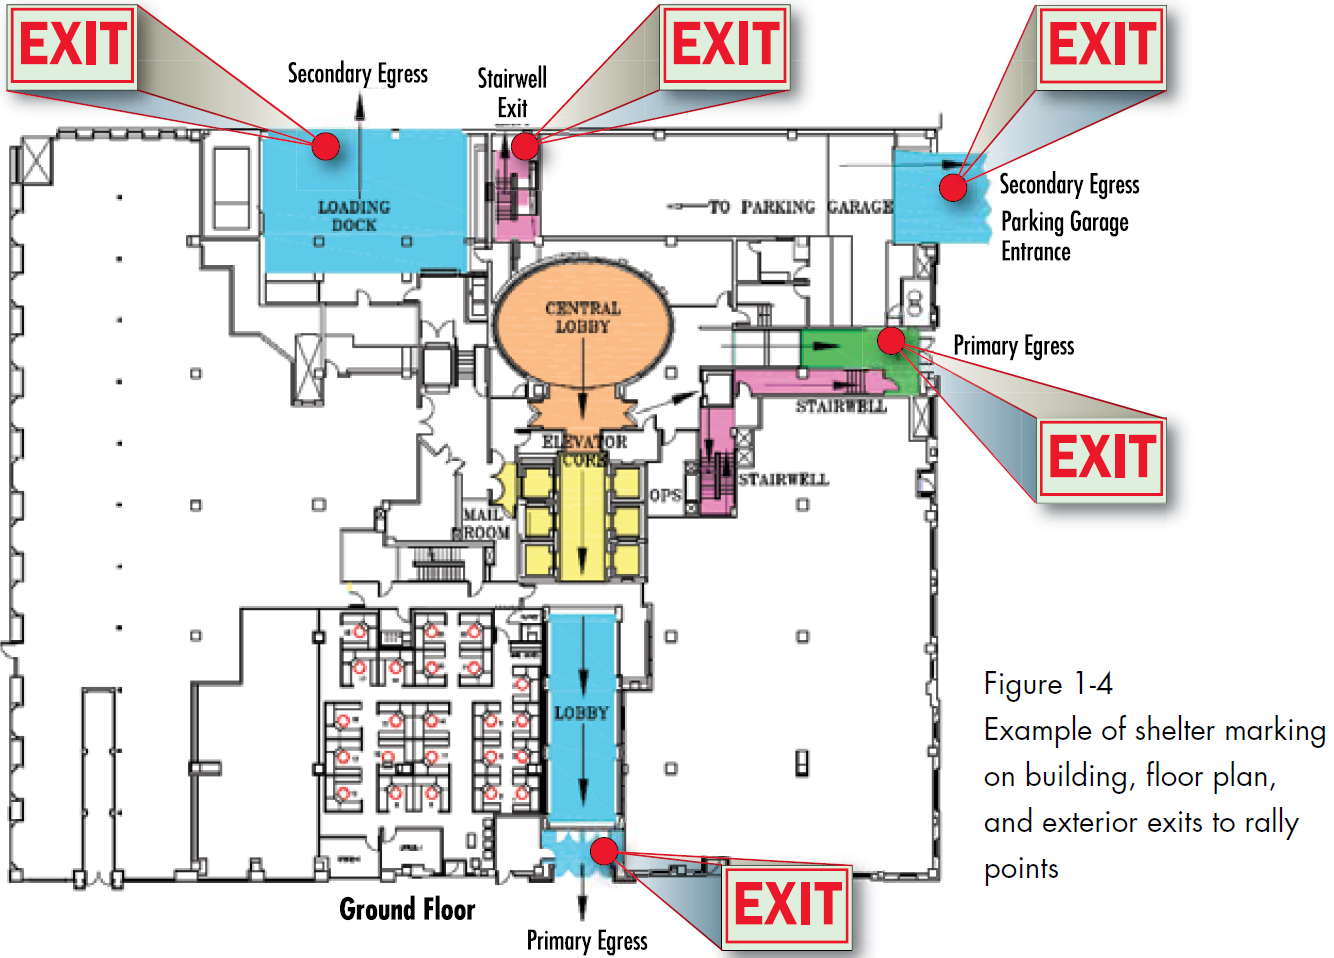 EXIT
EXIT
EXIT
Secondary Egress
Stairwell
Exit
LOADING
DOCK
TO PARKING GARAGE
Secondary Egress
Parking Garage
Entrance
CENTRAL
LOBBY
Primary Egress
STAIRWELL
EXIT
ELEVATOR
CORE
STAIRWELL
OPS
MAIL
ROOM
LOBBY
Figure 1-4
Example of shelter marking
on building, floor plan,
and exterior exits to rally
points
EXIT
Ground Floor
Primary Egress